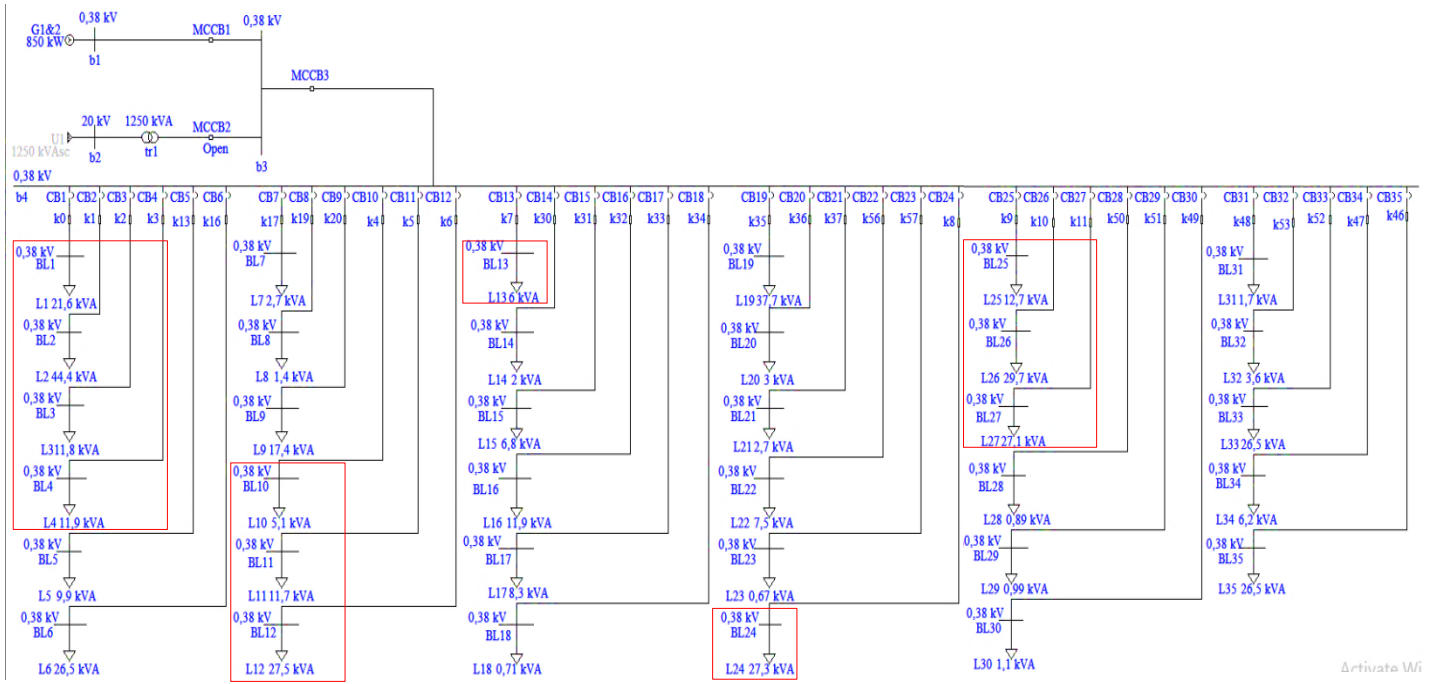 0,38 kV
0,38 kV
G1&2
850 kW
MCCB1
b1
MCCB3
20 kV
1250 kVA
MCCB2
U1
1250 kVAsc
b2
tr1
Open
b3
0,38 kV
b4
CB1 CB2 CB3 CB4 CB5 CB6 CB7 CB8 CB9 CB10 CB11 CB12 CB13 CB14 CB15 CB16 CB17 CB18 CB19 CB20 CB21 CB22 CB23 CB24 CB25 CB26 CB27 CB28 CB29 CB30 CB31 CB32 CB33 CB34 CB35
k0 k1 k2 k3 k13 k16 k17 k19 k20 k4 k5 k6 k7 k30 k31 k32 k33 k34 k35 k36 k37 k56 k57 k8 k9 k10 k11 k50 k51 k49 k48 k53 k52 k47 k46
0,38 kV
BL1
L1 21,6 kVA
0,38 kV
BL2
L2 44,4 kVA
0,38 kV
BL3
L3 11,8 kVA
0,38 kV
BL4
L4 11,9 kVA
0,38 kV
BL5
L5 9,9 kVA
0,38 kV
BL6
L6 26,5 kVA
0,38 kV
BL7
L7 2,7 kVA
0,38 kV
BL8
L8 1,4 kVA
0,38 kV
BL9
L9 17,4 kVA
0,38 kV
BL10
L10 5,1 kVA
0,38 kV
BL11
L11 11,7 kVA
0,38 kV
BL12
L12 27,5 kVA
0,38 kV
BL13
L13 6 kVA
0,38 kV
BL14
L14 2 kVA
0,38 kV
BL15
L15 6,8 kVA
0,38 kV
BL16
L16 11,9 kVA
0,38 kV
BL17
L17 8,3 kVA
0,38 kV
BL18
L18 0,71 kVA
0,38 kV
BL19
L19 37,7 kVA
0,38 kV
BL20
L20 3 kVA
0,38 kV
BL21
L21 2,7 kVA
0,38 kV
BL22
L22 7,5 kVA
0,38 kV
BL23
L23 0,67 kVA
0,38 kV
BL24
L24 27,3 kVA
0,38 kV
BL25
L25 12,7 kVA
0,38 kV
BL26
L26 29,7 kVA
0,38 kV
BL27
L27 27,1 kVA
0,38 kV
BL28
L28 0,89 kVA
0,38 kV
BL29
L29 0,99 kVA
0,38 kV
BL30
L30 1,1 kVA
0,38 kV
BL31
L31 1,7 kVA
0,38 kV
BL32
L32 3,6 kVA
0,38 kV
BL33
L33 26,5 kVA
0,38 kV
BL34
L34 6,2 kVA
0,38 kV
BL35
L35 26,5 kVA
Activate Wi